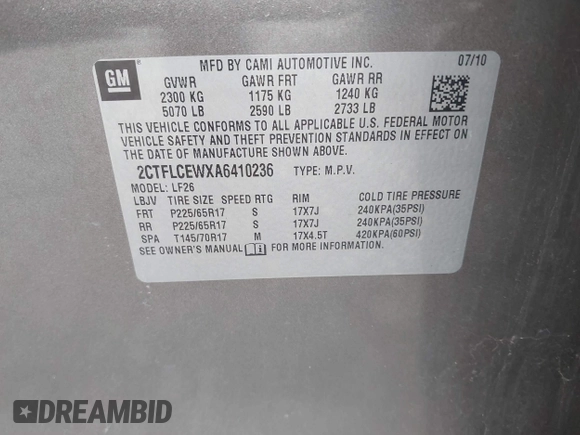 GM
MFD BY CAMI AUTOMOTIVE INC. 07/10
GVWR GAWR FRT GAWR RR
2300 KG 1175 KG 1240 KG
5070 LB 2590 LB 2733 LB
THIS VEHICLE CONFORMS TO ALL APPLICABLE U.S. FEDERAL MOTOR
VEHICLE SAFETY AND THEFT PREVENTION STANDARDS IN EFFECT ON
THE DATE OF MANUFACTURE SHOWN ABOVE.
2CTFLCEWXA6410236 TYPE: M.P.V.
MODEL: LF26
LBJV TIRE SIZE SPEED RTG RIM COLD TIRE PRESSURE
FRT P225/65R17 S 17X7J 240KPA(35PSI)
RR P225/65R17 S 17X7J 240KPA(35PSI)
SPA T145/70R17 M 17X4.5T 420KPA(60PSI)
SEE OWNER'S MANUAL FOR MORE INFORMATION.
DREAMBID